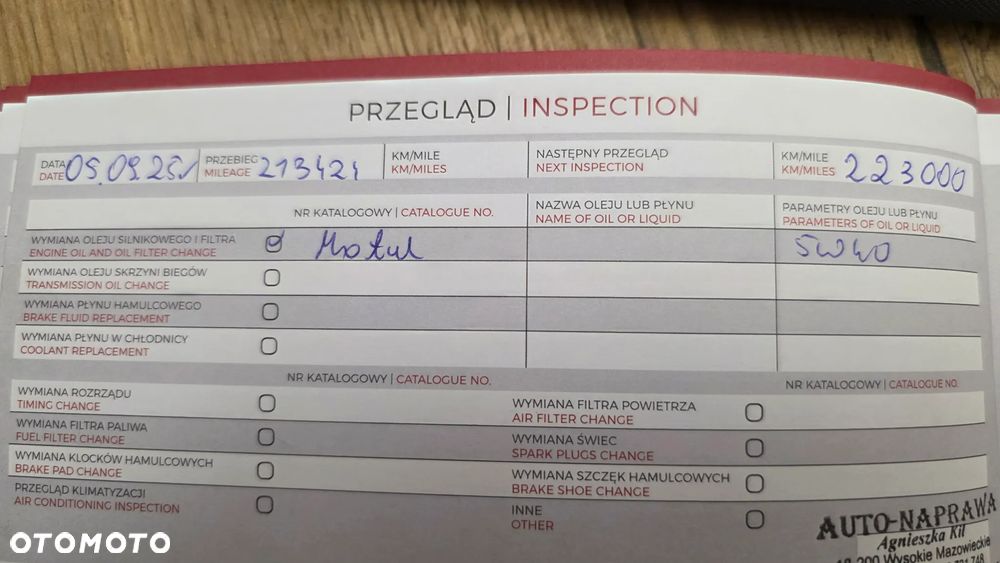 PRZEGLĄD | INSPECTION
DATA 05.09.25r PRZEBIEG 213421 KM/MILE NASTĘPNY PRZEGLĄD KM/MILE 223000
DATE MILEAGE KM/MILES NEXT INSPECTION KM/MILES
NR KATALOGOWY | CATALOGUE NO. NAZWA OLEJU LUB PŁYNU PARAMETRY OLEJU LUB PŁYNU
NAME OF OIL OR LIQUID PARAMETERS OF OIL OR LIQUID
WYMIANA OLEJU SILNIKOWEGO I FILTRA Motul 5W40
ENGINE OIL AND OIL FILTER CHANGE
WYMIANA OLEJU SKRZYNI BIEGÓW
TRANSMISSION OIL CHANGE
WYMIANA PŁYNU HAMULCOWEGO
BRAKE FLUID REPLACEMENT
WYMIANA PŁYNU W CHŁODNICY
COOLANT REPLACEMENT
NR KATALOGOWY | CATALOGUE NO. NR KATALOGOWY | CATALOGUE NO.
WYMIANA ROZRZĄDU WYMIANA FILTRA POWIETRZA
TIMING CHANGE AIR FILTER CHANGE
WYMIANA FILTRA PALIWA WYMIANA ŚWIEC
FUEL FILTER CHANGE SPARK PLUGS CHANGE
WYMIANA KLOCKÓW HAMULCOWYCH WYMIANA SZCZĘK HAMULCOWYCH
BRAKE PAD CHANGE BRAKE SHOE CHANGE
PRZEGLĄD KLIMATYZACJI INNE
AIR CONDITIONING INSPECTION OTHER
AUTO-NAPRAWA
Agnieszka Kil
18-200 Wysokie Mazowieckie
OTOMOTO